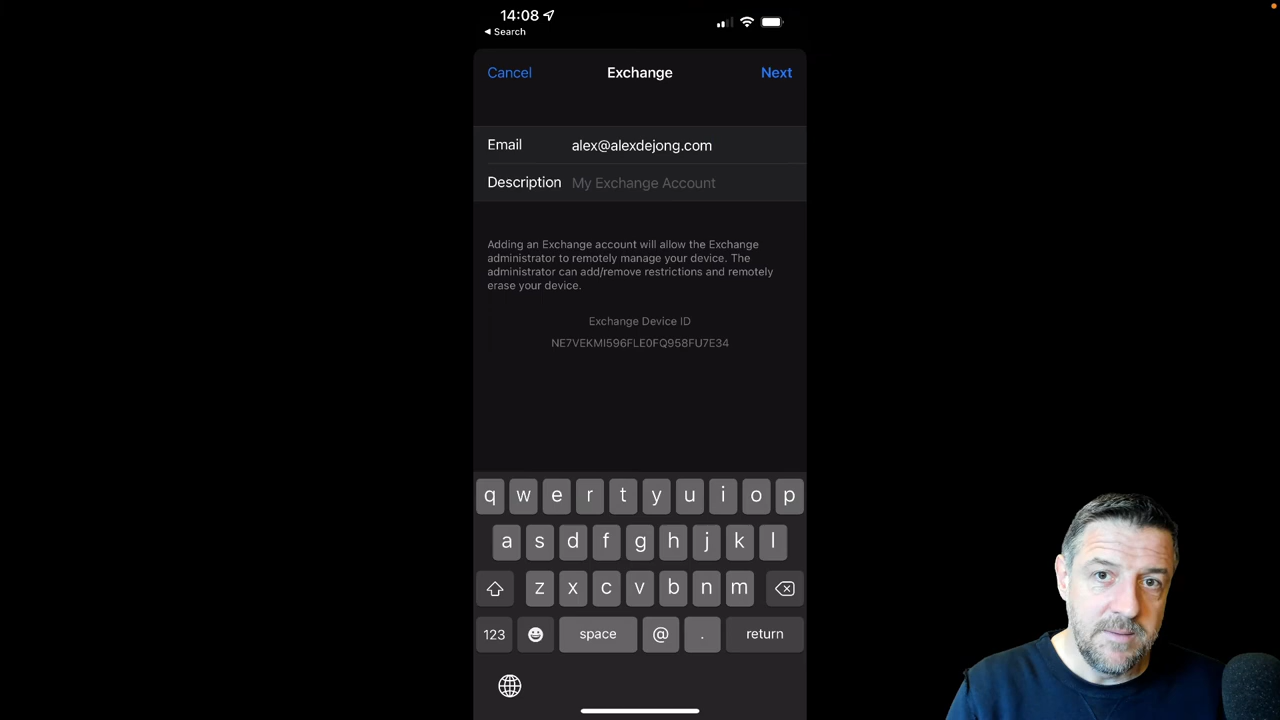 14:08
◀ Search
Cancel Exchange Next
Email alex@alexdejong.com
Description My Exchange Account
Adding an Exchange account will allow the Exchange
administrator to remotely manage your device. The
administrator can add/remove restrictions and remotely
erase your device.
Exchange Device ID
NE7VEKMI596FLE0FQ958FU7E34
q w e r t y u i o p
a s d f g h j k l
z x c v b n m
123 space @ . return